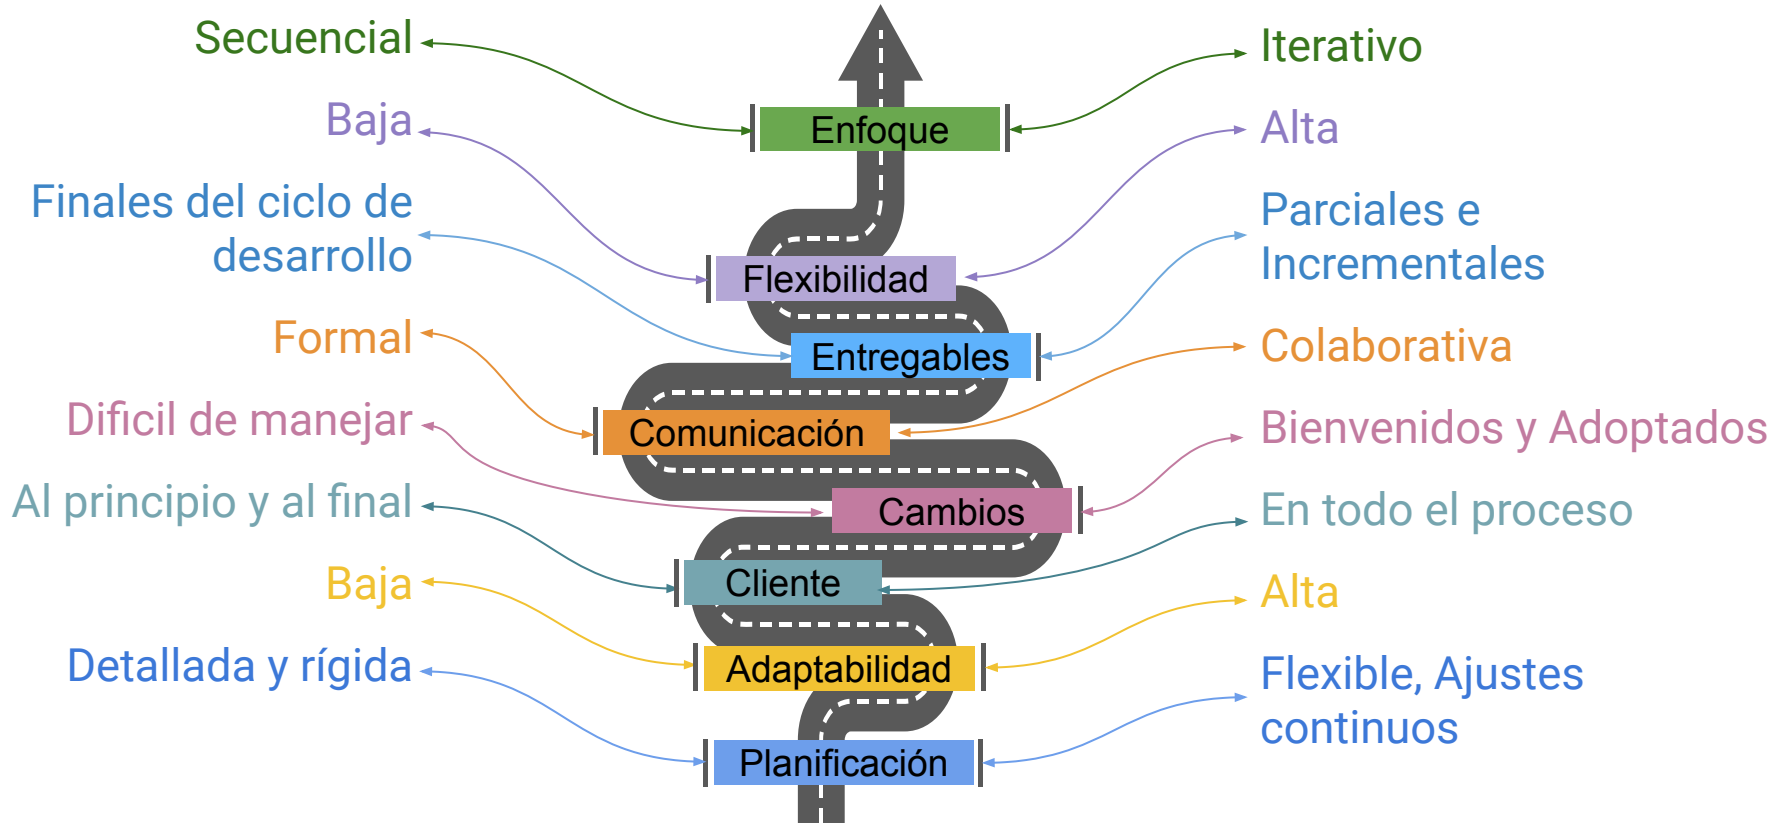 Secuencial
Enfoque
Iterativo
Baja
Flexibilidad
Alta
Finales del ciclo de
desarrollo
Entregables
Parciales e
Incrementales
Formal
Comunicación
Colaborativa
Dificil de manejar
Cambios
Bienvenidos y Adoptados
Al principio y al final
Cliente
En todo el proceso
Baja
Adaptabilidad
Alta
Detallada y rígida
Planificación
Flexible, Ajustes
continuos